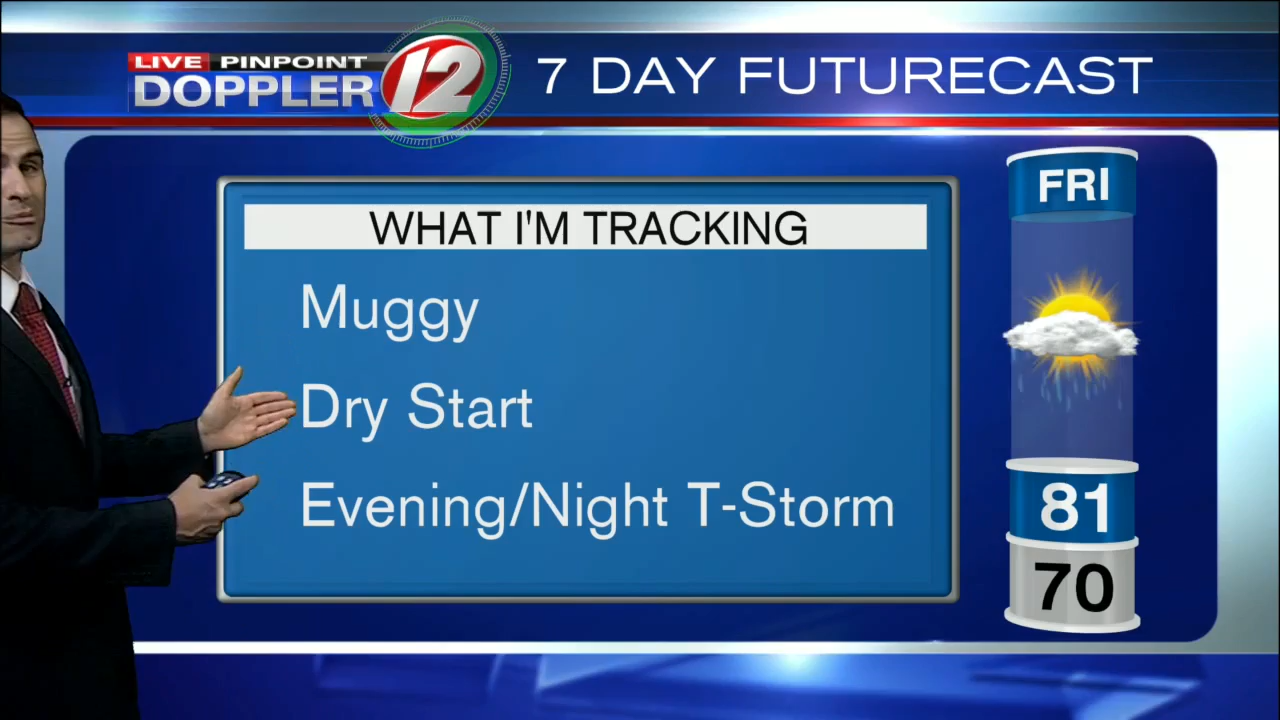 LIVE PINPOINT
DOPPLER 12
7 DAY FUTURECAST
WHAT I'M TRACKING
Muggy
Dry Start
Evening/Night T-Storm
FRI
81
70